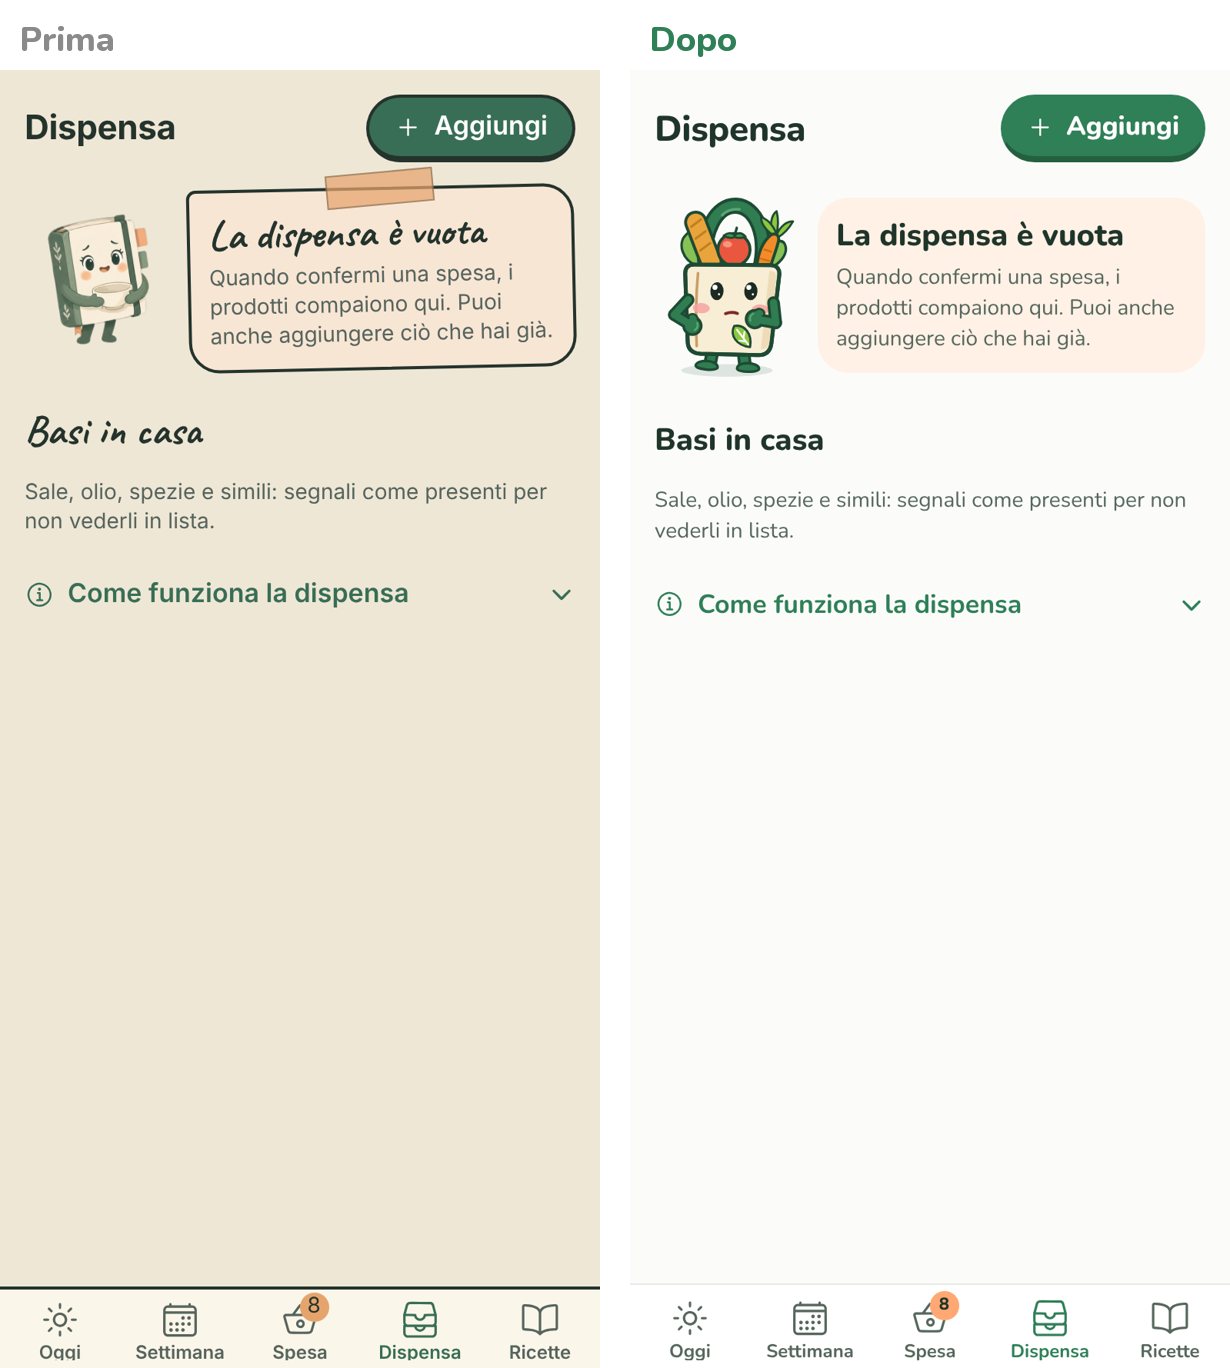 Prima
Dispensa
+ Aggiungi
La dispensa è vuota
Quando confermi una spesa, i
prodotti compaiono qui. Puoi
anche aggiungere ciò che hai già.
Basi in casa
Sale, olio, spezie e simili: segnali come presenti per
non vederli in lista.
Come funziona la dispensa
8
Oggi
Settimana
Spesa
Dispensa
Ricette
Dopo
Dispensa
+ Aggiungi
La dispensa è vuota
Quando confermi una spesa, i
prodotti compaiono qui. Puoi anche
aggiungere ciò che hai già.
Basi in casa
Sale, olio, spezie e simili: segnali come presenti per non
vederli in lista.
Come funziona la dispensa
8
Oggi
Settimana
Spesa
Dispensa
Ricette